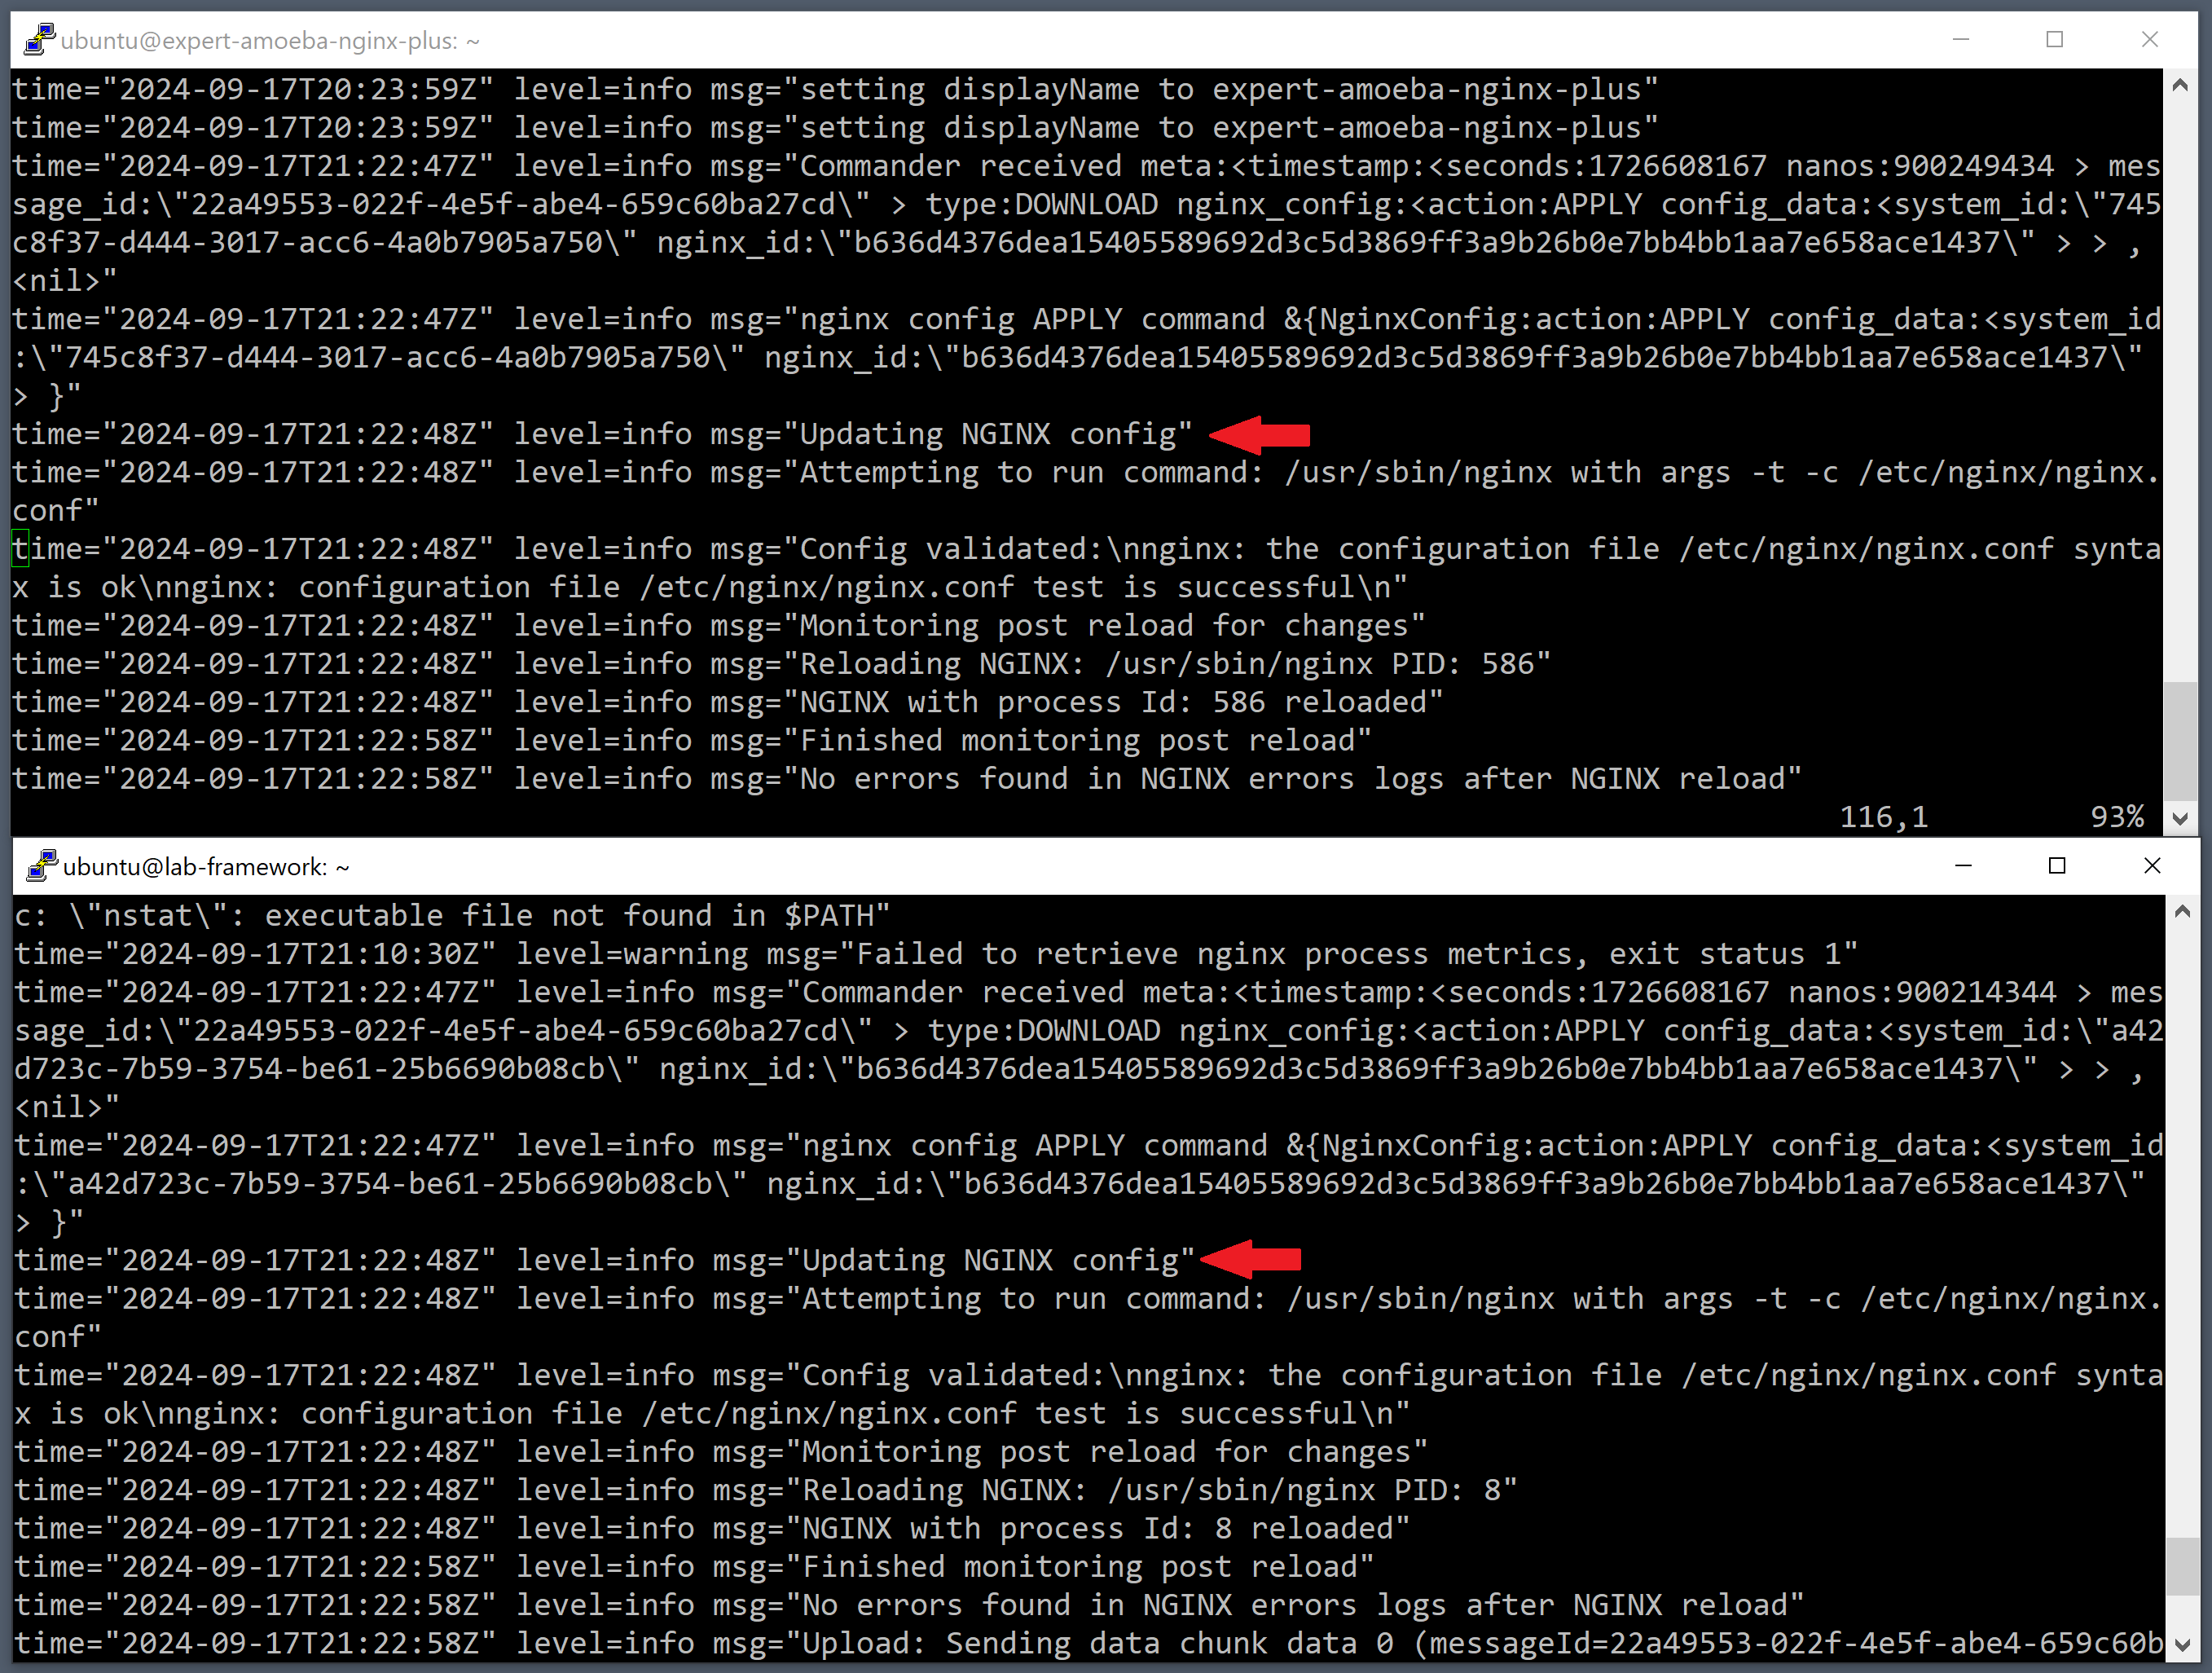 ubuntu@expert-amoeba-nginx-plus: ~
time="2024-09-17T20:23:59Z" level=info msg="setting displayName to expert-amoeba-nginx-plus"
time="2024-09-17T20:23:59Z" level=info msg="setting displayName to expert-amoeba-nginx-plus"
time="2024-09-17T21:22:47Z" level=info msg="Commander received meta:<timestamp:<seconds:1726608167 nanos:900249434 > mes
sage_id:\"22a49553-022f-4e5f-abe4-659c60ba27cd\" > type:DOWNLOAD nginx_config:<action:APPLY config_data:<system_id:\"745
c8f37-d444-3017-acc6-4a0b7905a750\" nginx_id:\"b636d4376dea15405589692d3c5d3869ff3a9b26b0e7bb4bb1aa7e658ace1437\" > > ,
<nil>"
time="2024-09-17T21:22:47Z" level=info msg="nginx config APPLY command &{NginxConfig:action:APPLY config_data:<system_id
:\"745c8f37-d444-3017-acc6-4a0b7905a750\" nginx_id:\"b636d4376dea15405589692d3c5d3869ff3a9b26b0e7bb4bb1aa7e658ace1437\"
> }"
time="2024-09-17T21:22:48Z" level=info msg="Updating NGINX config"
time="2024-09-17T21:22:48Z" level=info msg="Attempting to run command: /usr/sbin/nginx with args -t -c /etc/nginx/nginx.
conf"
time="2024-09-17T21:22:48Z" level=info msg="Config validated:\nnginx: the configuration file /etc/nginx/nginx.conf synta
x is ok\nnginx: configuration file /etc/nginx/nginx.conf test is successful\n"
time="2024-09-17T21:22:48Z" level=info msg="Monitoring post reload for changes"
time="2024-09-17T21:22:48Z" level=info msg="Reloading NGINX: /usr/sbin/nginx PID: 586"
time="2024-09-17T21:22:48Z" level=info msg="NGINX with process Id: 586 reloaded"
time="2024-09-17T21:22:58Z" level=info msg="Finished monitoring post reload"
time="2024-09-17T21:22:58Z" level=info msg="No errors found in NGINX errors logs after NGINX reload"
116,1 93%
ubuntu@lab-framework: ~
c: \"nstat\": executable file not found in $PATH"
time="2024-09-17T21:10:30Z" level=warning msg="Failed to retrieve nginx process metrics, exit status 1"
time="2024-09-17T21:22:47Z" level=info msg="Commander received meta:<timestamp:<seconds:1726608167 nanos:900214344 > mes
sage_id:\"22a49553-022f-4e5f-abe4-659c60ba27cd\" > type:DOWNLOAD nginx_config:<action:APPLY config_data:<system_id:\"a42
d723c-7b59-3754-be61-25b6690b08cb\" nginx_id:\"b636d4376dea15405589692d3c5d3869ff3a9b26b0e7bb4bb1aa7e658ace1437\" > > ,
<nil>"
time="2024-09-17T21:22:47Z" level=info msg="nginx config APPLY command &{NginxConfig:action:APPLY config_data:<system_id
:\"a42d723c-7b59-3754-be61-25b6690b08cb\" nginx_id:\"b636d4376dea15405589692d3c5d3869ff3a9b26b0e7bb4bb1aa7e658ace1437\"
> }"
time="2024-09-17T21:22:48Z" level=info msg="Updating NGINX config"
time="2024-09-17T21:22:48Z" level=info msg="Attempting to run command: /usr/sbin/nginx with args -t -c /etc/nginx/nginx.
conf"
time="2024-09-17T21:22:48Z" level=info msg="Config validated:\nnginx: the configuration file /etc/nginx/nginx.conf synta
x is ok\nnginx: configuration file /etc/nginx/nginx.conf test is successful\n"
time="2024-09-17T21:22:48Z" level=info msg="Monitoring post reload for changes"
time="2024-09-17T21:22:48Z" level=info msg="Reloading NGINX: /usr/sbin/nginx PID: 8"
time="2024-09-17T21:22:48Z" level=info msg="NGINX with process Id: 8 reloaded"
time="2024-09-17T21:22:58Z" level=info msg="Finished monitoring post reload"
time="2024-09-17T21:22:58Z" level=info msg="No errors found in NGINX errors logs after NGINX reload"
time="2024-09-17T21:22:58Z" level=info msg="Upload: Sending data chunk data 0 (messageId=22a49553-022f-4e5f-abe4-659c60b